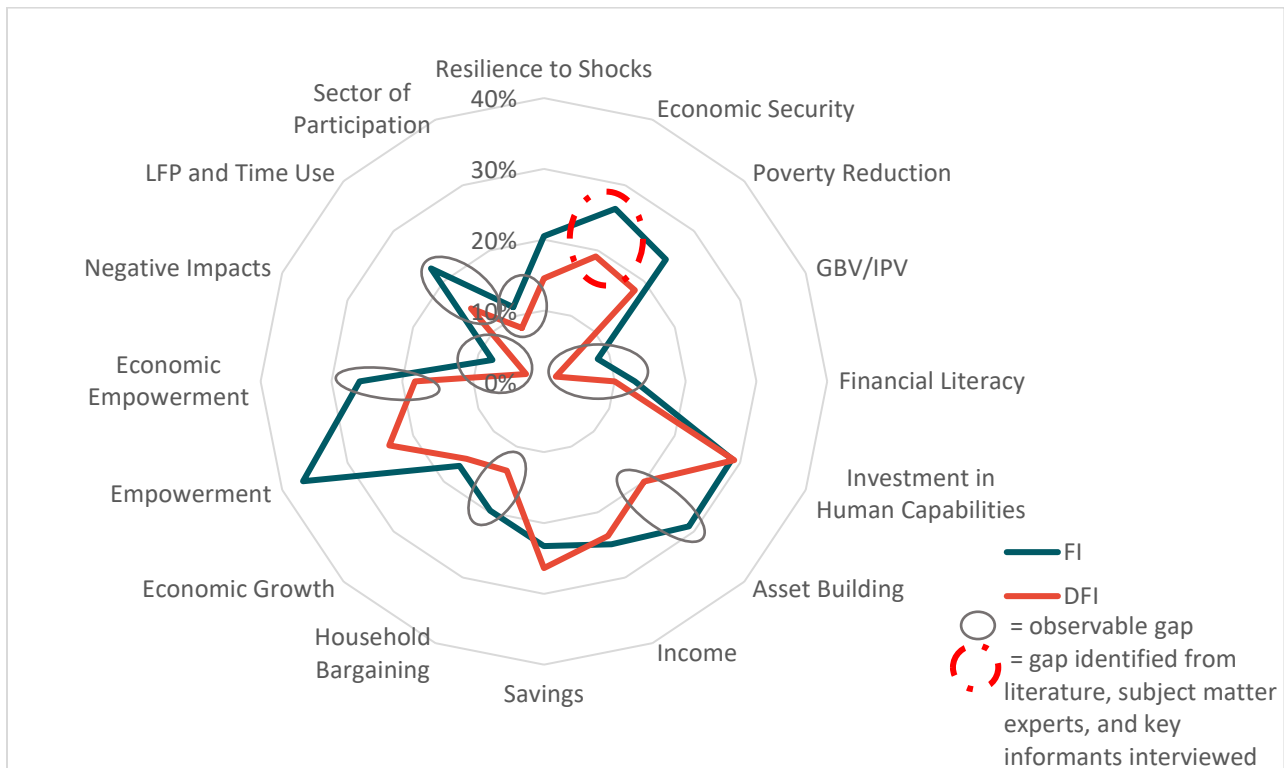 Resilience to Shocks
Economic Security
Poverty Reduction
GBV/IPV
Financial Literacy
Investment in
Human Capabilities
Asset Building
Income
Savings
Household
Bargaining
Economic Growth
Empowerment
Economic
Empowerment
Negative Impacts
LFP and Time Use
Sector of
Participation
40%
30%
20%
10%
0%
FI
DFI
= observable gap
= gap identified from
literature, subject matter
experts, and key
informants interviewed